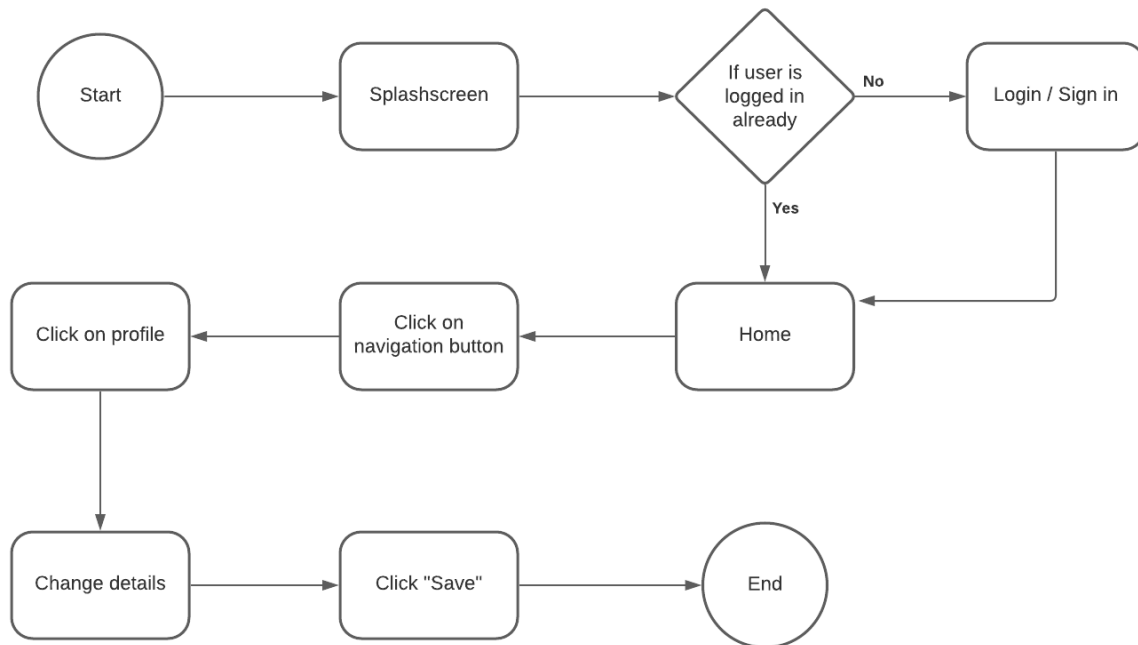 Start
Splashscreen
If user is
logged in
already
No
Login / Sign in
Yes
Click on profile
Click on
navigation button
Home
Change details
Click "Save"
End